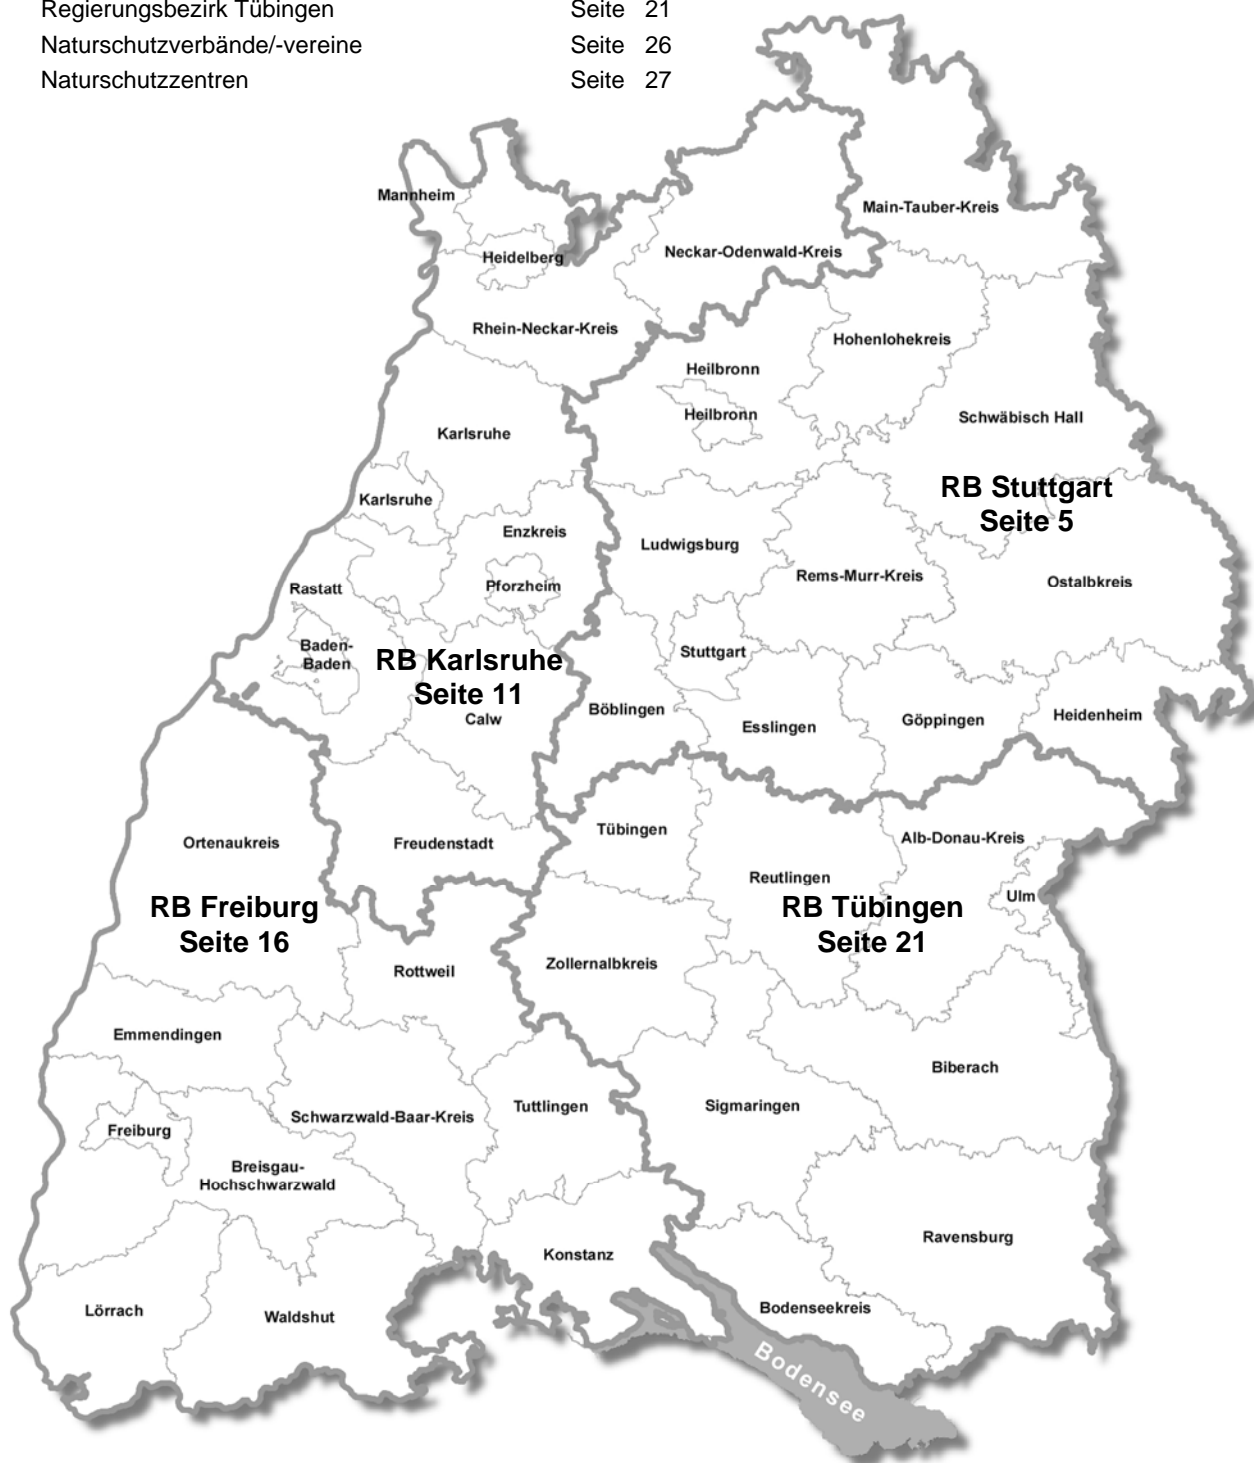 Regierungsbezirk Tübingen Seite 21
Naturschutzverbände/-vereine Seite 26
Naturschutzzentren Seite 27
Mannheim
Main-Tauber-Kreis
Heidelberg
Neckar-Odenwald-Kreis
Rhein-Neckar-Kreis
Hohenlohekreis
Heilbronn
Heilbronn
Schwäbisch Hall
Karlsruhe
RB Stuttgart
Seite 5
Karlsruhe
Enzkreis
Ludwigsburg
Rems-Murr-Kreis
Ostalbkreis
Pforzheim
Rastatt
Baden-
Baden
RB Karlsruhe
Seite 11
Stuttgart
Calw
Böblingen
Esslingen
Göppingen
Heidenheim
Ortenaukreis
Freudenstadt
Tübingen
Alb-Donau-Kreis
Reutlingen
Ulm
RB Freiburg
Seite 16
RB Tübingen
Seite 21
Rottweil
Zollernalbkreis
Emmendingen
Biberach
Schwarzwald-Baar-Kreis
Tuttlingen
Sigmaringen
Freiburg
Breisgau-
Hochschwarzwald
Ravensburg
Konstanz
Lörrach
Waldshut
Bodenseekreis
Bodensee